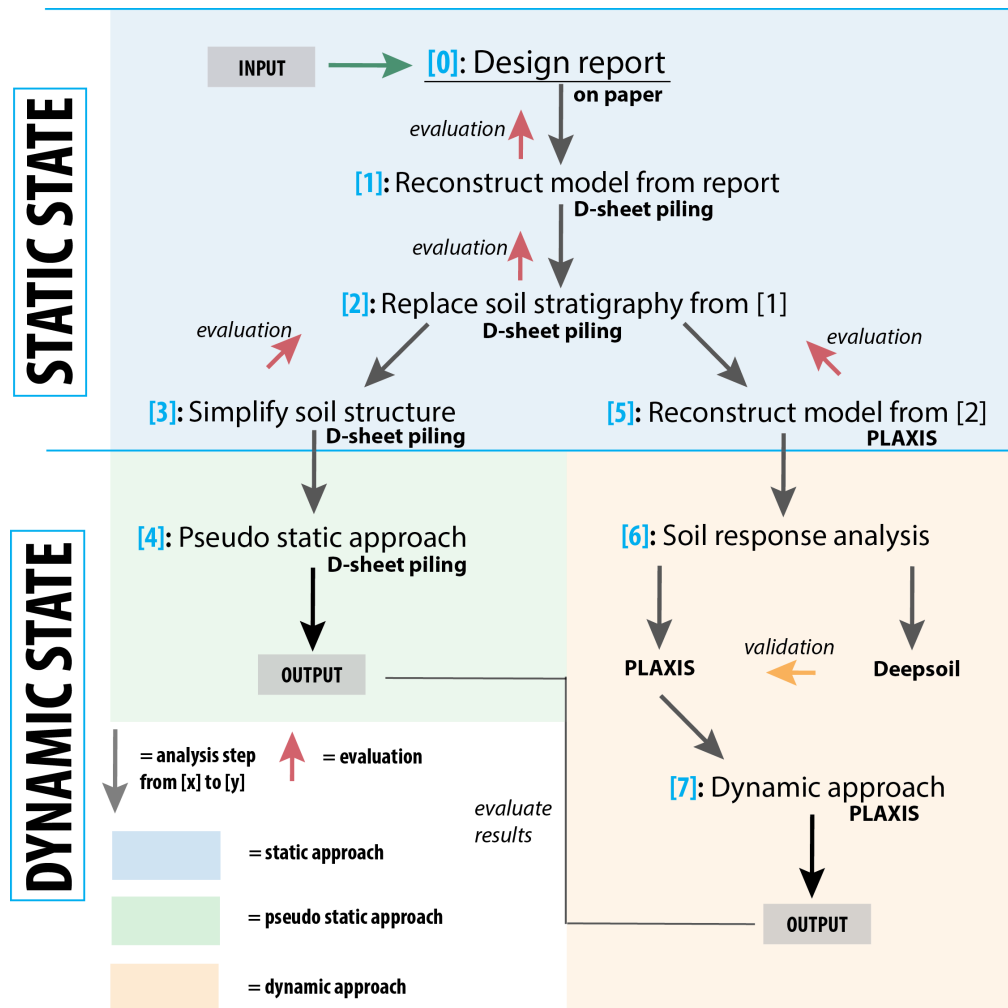 STATIC STATE
INPUT
[0]: Design report
on paper
evaluation
[1]: Reconstruct model from report
D-sheet piling
evaluation
[2]: Replace soil stratigraphy from [1]
D-sheet piling
evaluation
evaluation
[3]: Simplify soil structure
D-sheet piling
[5]: Reconstruct model from [2]
PLAXIS
DYNAMIC STATE
[4]: Pseudo static approach
D-sheet piling
OUTPUT
[6]: Soil response analysis
validation
PLAXIS
Deepsoil
[7]: Dynamic approach
PLAXIS
OUTPUT
evaluate
results
= analysis step
from [x] to [y]
= evaluation
= static approach
= pseudo static approach
= dynamic approach